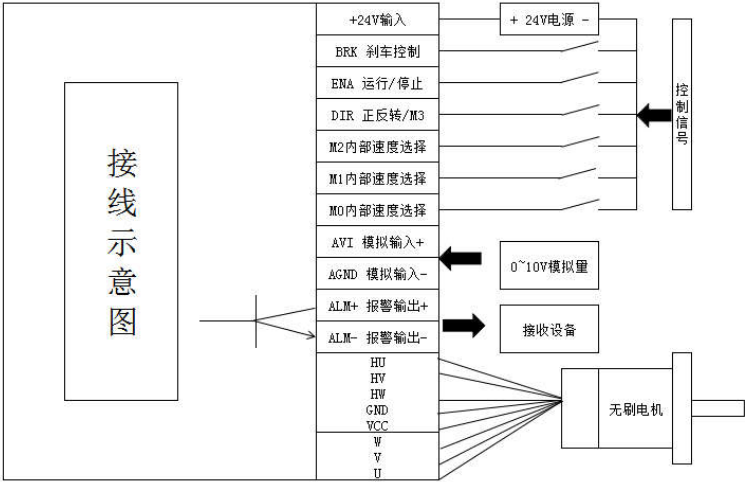 接线示意图
+24V输入
+ 24V电源 -
BRK 刹车控制
ENA 运行/停止
DIR 正反转/M3
M2内部速度选择
M1内部速度选择
M0内部速度选择
控制信号
AVI 模拟输入+
AGND 模拟输入-
0~10V模拟量
ALM+ 报警输出+
ALM- 报警输出-
接收设备
HU
HV
HW
GND
VCC
W
V
U
无刷电机